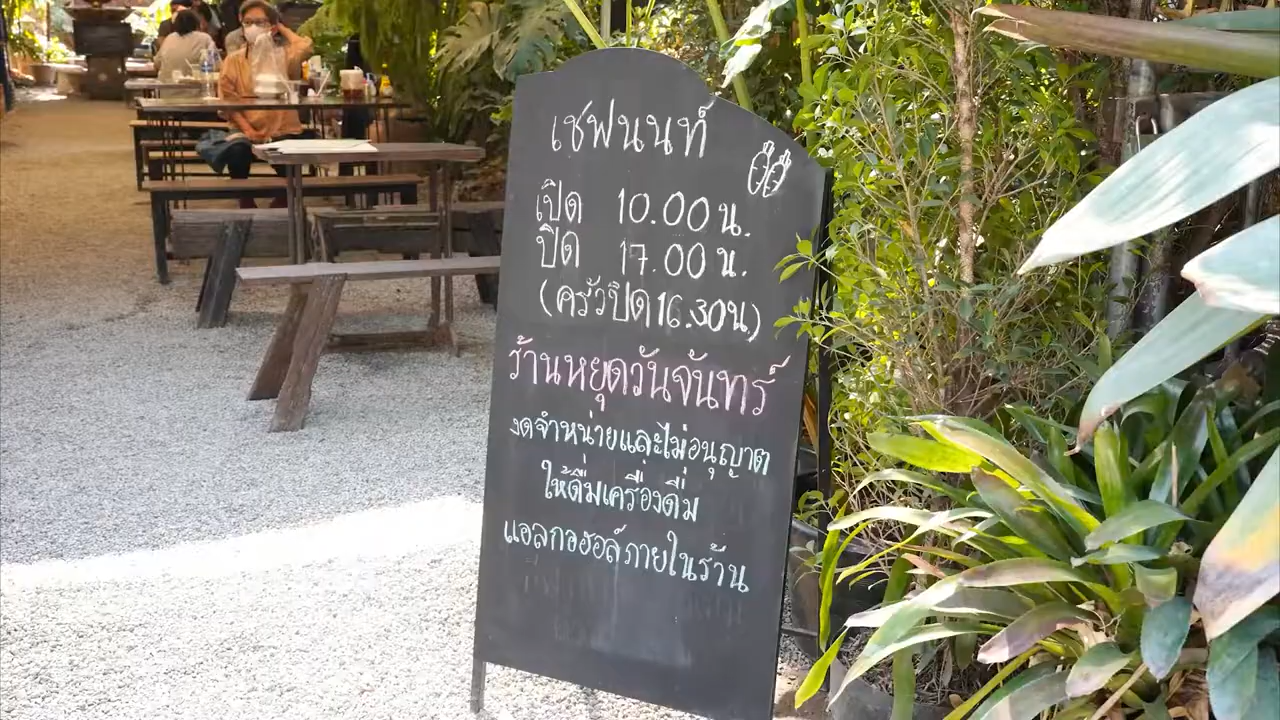 เชฟนนท์
เปิด 10.00 น.
ปิด 17.00 น.
(ครัวปิด 16.30 น.)
ร้านหยุดวันจันทร์
งดจำหน่ายและไม่อนุญาต
ให้ดื่มเครื่องดื่ม
แอลกอฮอล์ภายในร้าน